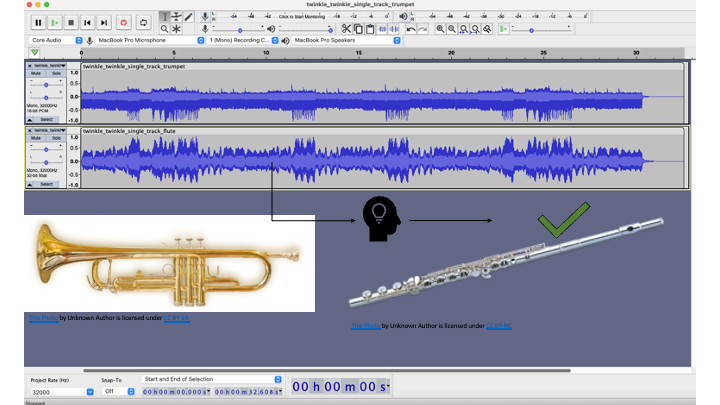 twinkle_twinkle_single_track_trumpet
Click to Start Monitoring
Core Audio MacBook Pro Microphone 1 (Mono) Recording C... MacBook Pro Speakers
0 5 10 15 20 25 30
twinkle_twinkle_single_track_trumpet
Mute Solo
Mono, 32000Hz
16-bit PCM
Select
1.0
0.5
0.0
-0.5
-1.0
twinkle_twinkle_single_track_flute
Mute Solo
Mono, 32000Hz
32-bit float
Select
1.0
0.5
0.0
-0.5
-1.0
This Photo by Unknown Author is licensed under CC BY-SA
This Photo by Unknown Author is licensed under CC BY-NC
Project Rate (Hz) Snap-To Start and End of Selection
32000 Off 00 h 00 m 00.000 s 00 h 00 m 32.608 s 00 h 00 m 00 s
Stopped.